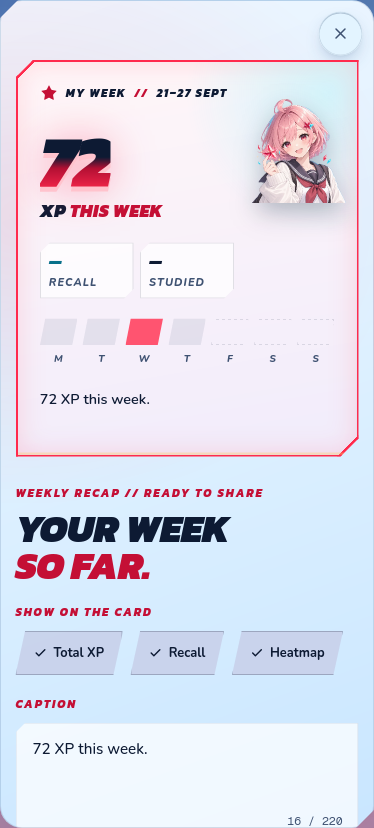 MY WEEK // 21–27 SEPT
72
XP THIS WEEK
–
RECALL
–
STUDIED
M T W T F S S
72 XP this week.
WEEKLY RECAP // READY TO SHARE
YOUR WEEK
SO FAR.
SHOW ON THE CARD
Total XP Recall Heatmap
CAPTION
72 XP this week.
16 / 220